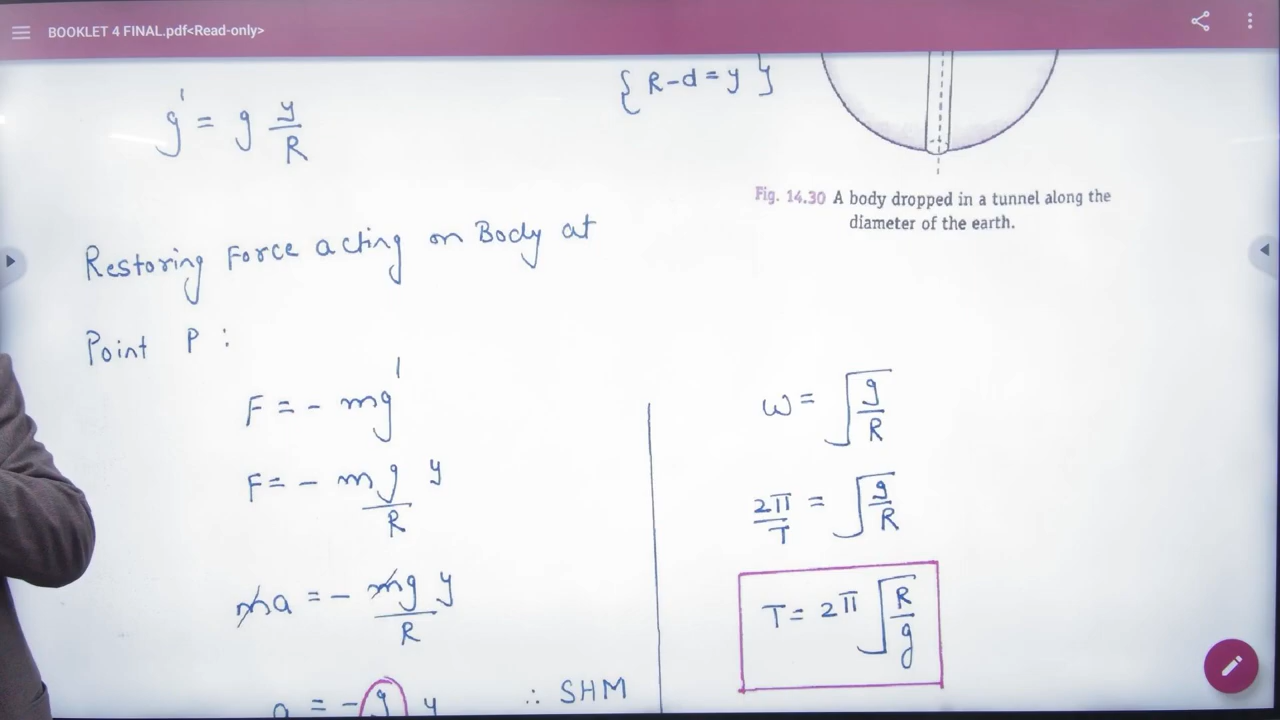 BOOKLET 4 FINAL.pdf<Read-only>
{ R-d = y }
g' = g y/R
Fig. 14.30 A body dropped in a tunnel along the
diameter of the earth.
Restoring Force acting on Body at
Point P :
F = - mg'
F = - mg/R y
ma = - mg/R y
a = - g y ∴ SHM
ω = √(g/R)
2π/T = √(g/R)
T = 2π √(R/g)